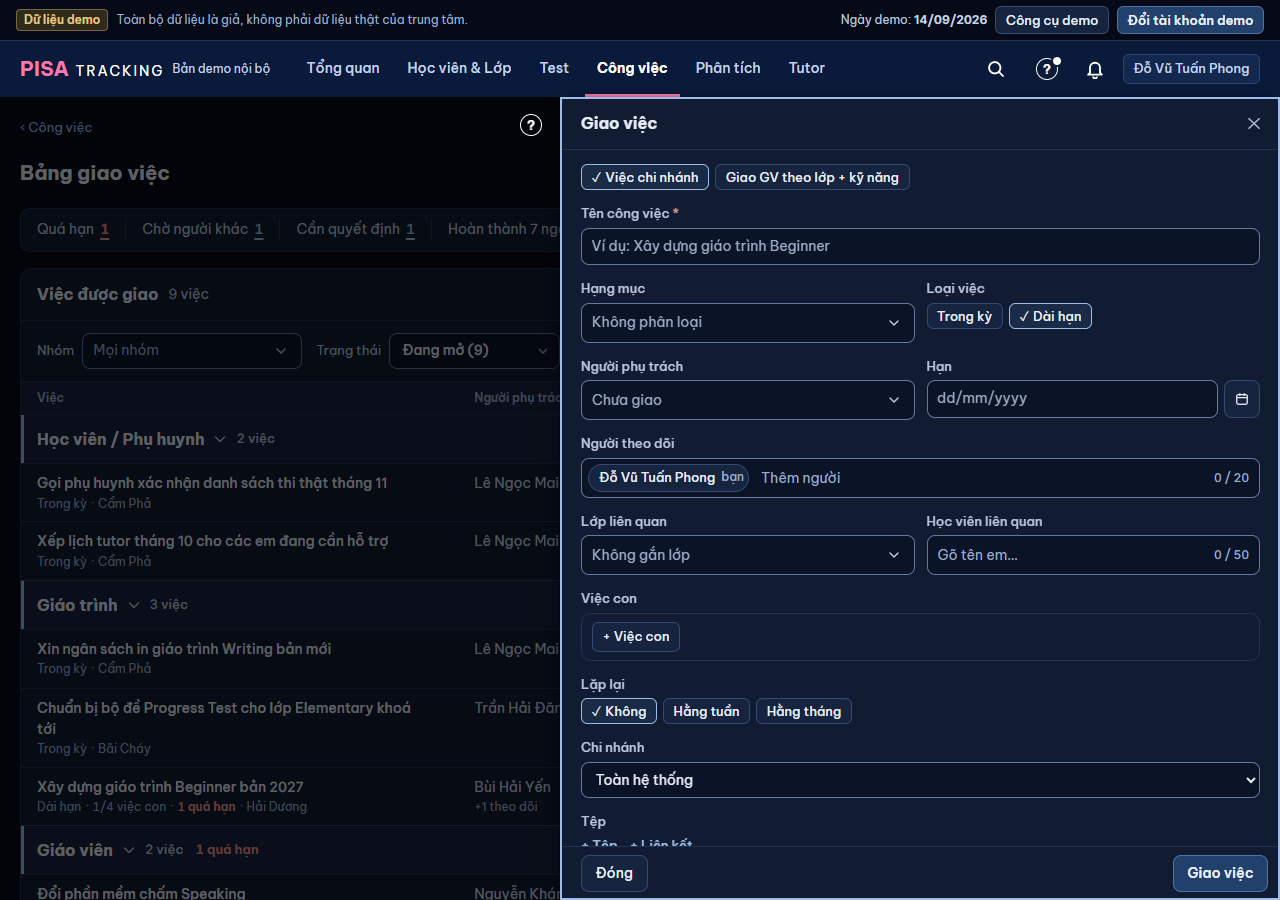 Dữ liệu demo Toàn bộ dữ liệu là giả, không phải dữ liệu thật của trung tâm. Ngày demo: 14/09/2026 Công cụ demo Đổi tài khoản demo
PISA TRACKING Bản demo nội bộ Tổng quan Học viên & Lớp Test Công việc Phân tích Tutor ? Đỗ Vũ Tuấn Phong
‹ Công việc ?
Bảng giao việc
Quá hạn 1 Chờ người khác 1 Cần quyết định 1 Hoàn thành 7
Việc được giao 9 việc
Nhóm Mọi nhóm Trạng thái Đang mở (9)
Việc Người phụ
Học viên / Phụ huynh 2 việc
Gọi phụ huynh xác nhận danh sách thi thật tháng 11 Lê Ngọc Mai
Trong kỳ · Cẩm Phả
Xếp lịch tutor tháng 10 cho các em đang cần hỗ trợ Lê Ngọc Mai
Trong kỳ · Cẩm Phả
Giáo trình 3 việc
Xin ngân sách in giáo trình Writing bản mới Lê Ngọc Mai
Trong kỳ · Cẩm Phả
Chuẩn bị bộ đề Progress Test cho lớp Elementary khoá Trần Hải
tới
Trong kỳ · Bãi Cháy
Xây dựng giáo trình Beginner bản 2027 Bùi Hải Yến
Dài hạn · 1/4 việc con · 1 quá hạn · Hải Dương +1 theo dõi
Giáo viên 2 việc 1 quá hạn
Đổi phần mềm chấm Speaking Nguyễn
Giao việc
✓ Việc chi nhánh Giao GV theo lớp + kỹ năng
Tên công việc *
Ví dụ: Xây dựng giáo trình Beginner
Hạng mục Loại việc
Không phân loại Trong kỳ ✓ Dài hạn
Người phụ trách Hạn
Chưa giao dd/mm/yyyy
Người theo dõi
Đỗ Vũ Tuấn Phong bạn Thêm người 0 / 20
Lớp liên quan Học viên liên quan
Không gắn lớp Gõ tên em... 0 / 50
Việc con
+ Việc con
Lặp lại
✓ Không Hằng tuần Hằng tháng
Chi nhánh
Toàn hệ thống
Tệp
+ Tệp + Liên kết
Đóng Giao việc